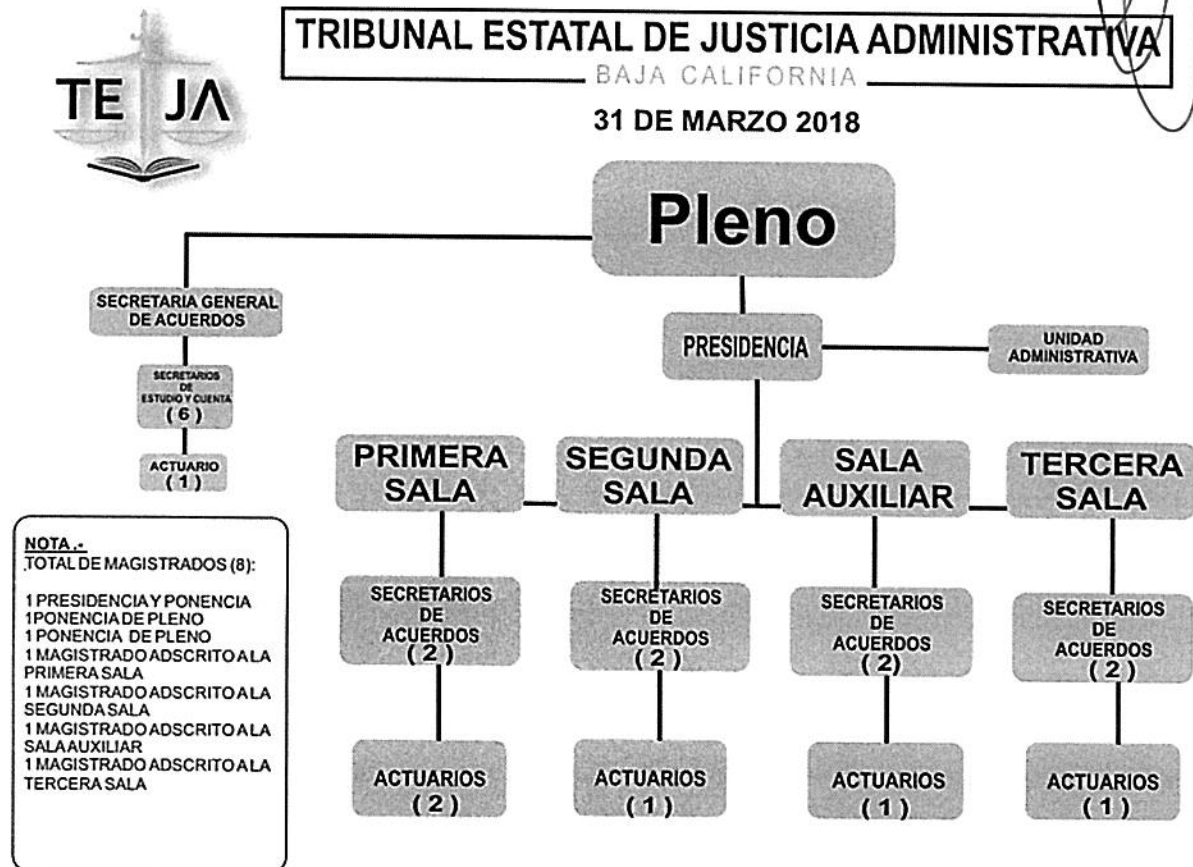 TE JA
TRIBUNAL ESTATAL DE JUSTICIA ADMINISTRATIVA
BAJA CALIFORNIA
31 DE MARZO 2018
Pleno
SECRETARIA GENERAL
DE ACUERDOS
SECRETARIOS
DE
ESTUDIO Y CUENTA
( 6 )
ACTUARIO
( 1 )
PRESIDENCIA
UNIDAD
ADMINISTRATIVA
PRIMERA
SALA
SECRETARIOS
DE
ACUERDOS
( 2 )
ACTUARIOS
( 2 )
SEGUNDA
SALA
SECRETARIOS
DE
ACUERDOS
( 2 )
ACTUARIOS
( 1 )
SALA
AUXILIAR
SECRETARIOS
DE
ACUERDOS
( 2)
ACTUARIOS
( 1 )
TERCERA
SALA
SECRETARIOS
DE
ACUERDOS
( 2 )
ACTUARIOS
( 1 )
NOTA.-
TOTAL DE MAGISTRADOS (8):
1 PRESIDENCIA Y PONENCIA
1 PONENCIA DE PLENO
1 PONENCIA DE PLENO
1 MAGISTRADO ADSCRITO A LA
PRIMERA SALA
1 MAGISTRADO ADSCRITO A LA
SEGUNDA SALA
1 MAGISTRADO ADSCRITO A LA
SALA AUXILIAR
1 MAGISTRADO ADSCRITO A LA
TERCERA SALA